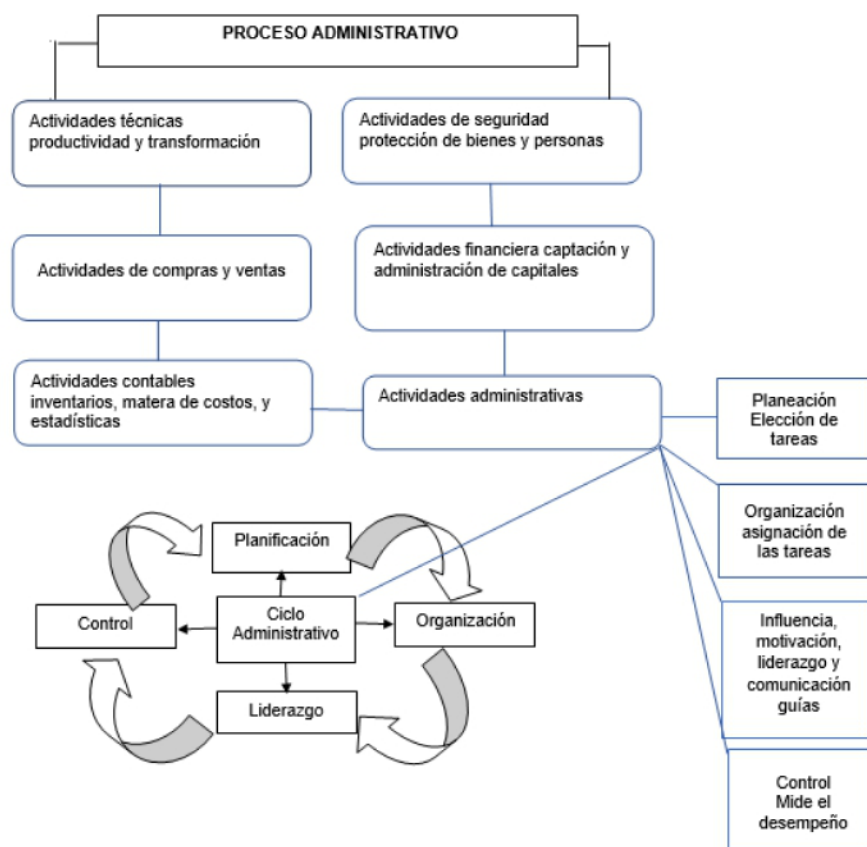 PROCESO ADMINISTRATIVO
Actividades técnicas
productividad y transformación
Actividades de seguridad
protección de bienes y personas
Actividades de compras y ventas
Actividades financiera captación y
administración de capitales
Actividades contables
inventarios, matera de costos, y
estadísticas
Actividades administrativas
Planeación
Elección de
tareas
Organización
asignación de
las tareas
Influencia,
motivación,
liderazgo y
comunicación
guías
Control
Mide el
desempeño
Planificación
Control
Ciclo
Administrativo
Organización
Liderazgo